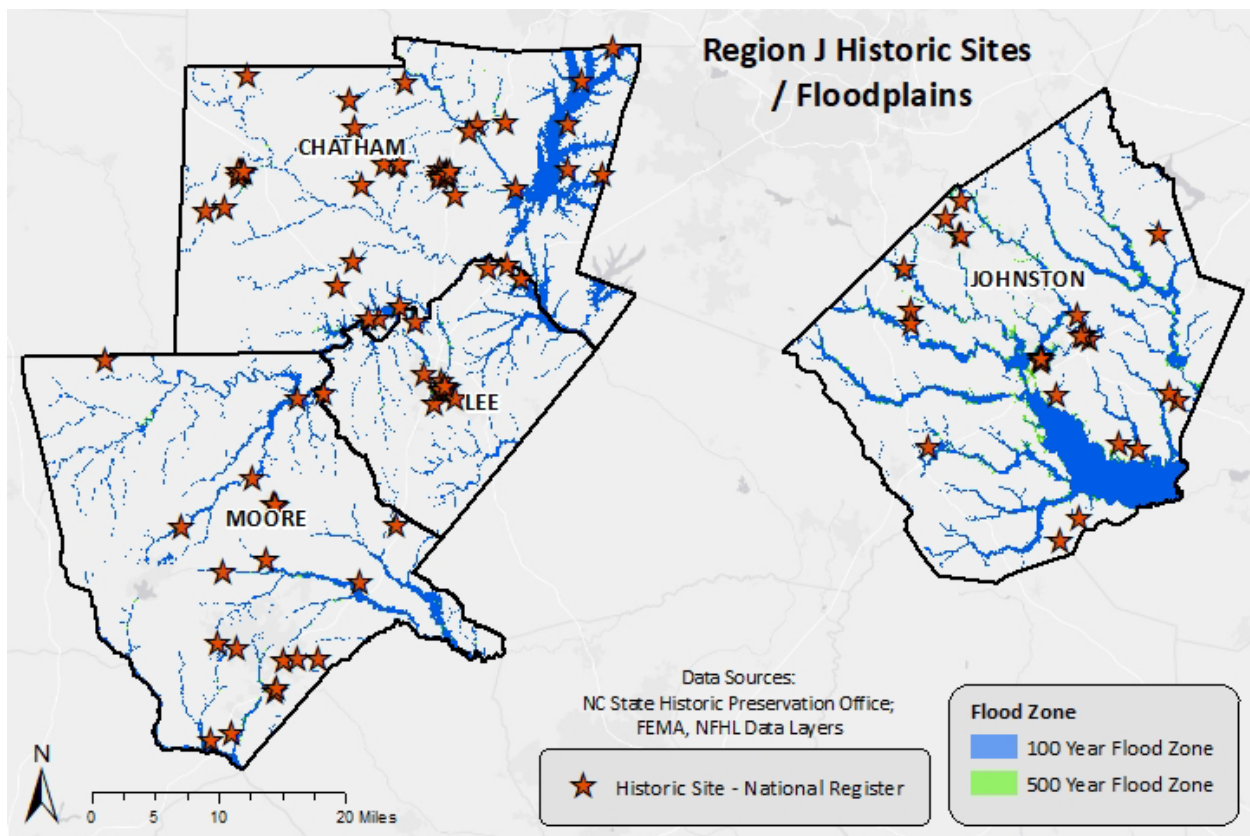 Region J Historic Sites
/ Floodplains
CHATHAM
JOHNSTON
LEE
MOORE
Data Sources:
NC State Historic Preservation Office;
FEMA, NFHL Data Layers
Historic Site - National Register
Flood Zone
100 Year Flood Zone
500 Year Flood Zone
N
0 5 10 20 Miles